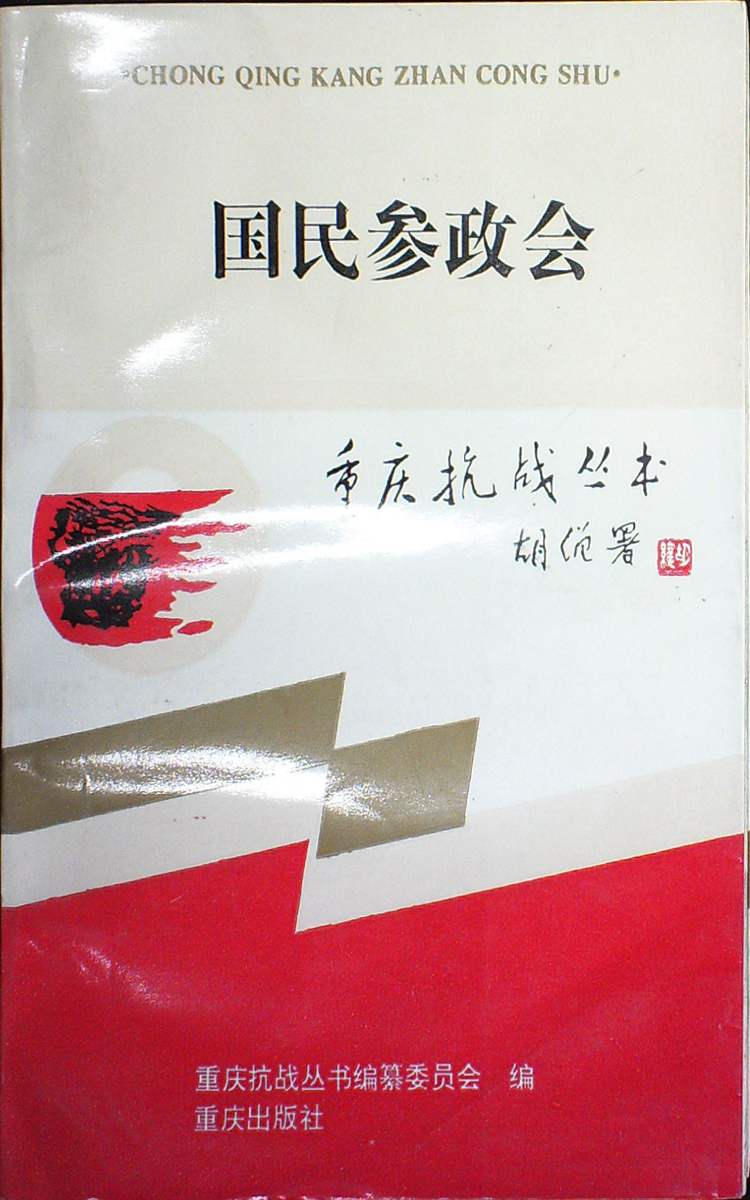 ·CHONG QING KANG ZHAN CONG SHU·
国民参政会
重庆抗战丛书
胡绳署
重庆抗战丛书编纂委员会 编
重庆出版社